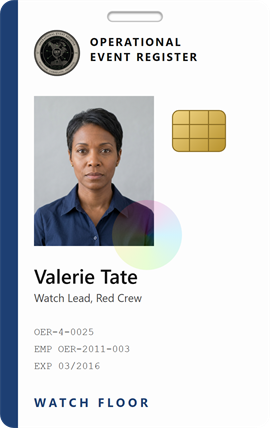 OPERATIONAL
EVENT REGISTER
Valerie Tate
Watch Lead, Red Crew
OER-4-0025
EMP OER-2011-003
EXP 03/2016
WATCH FLOOR